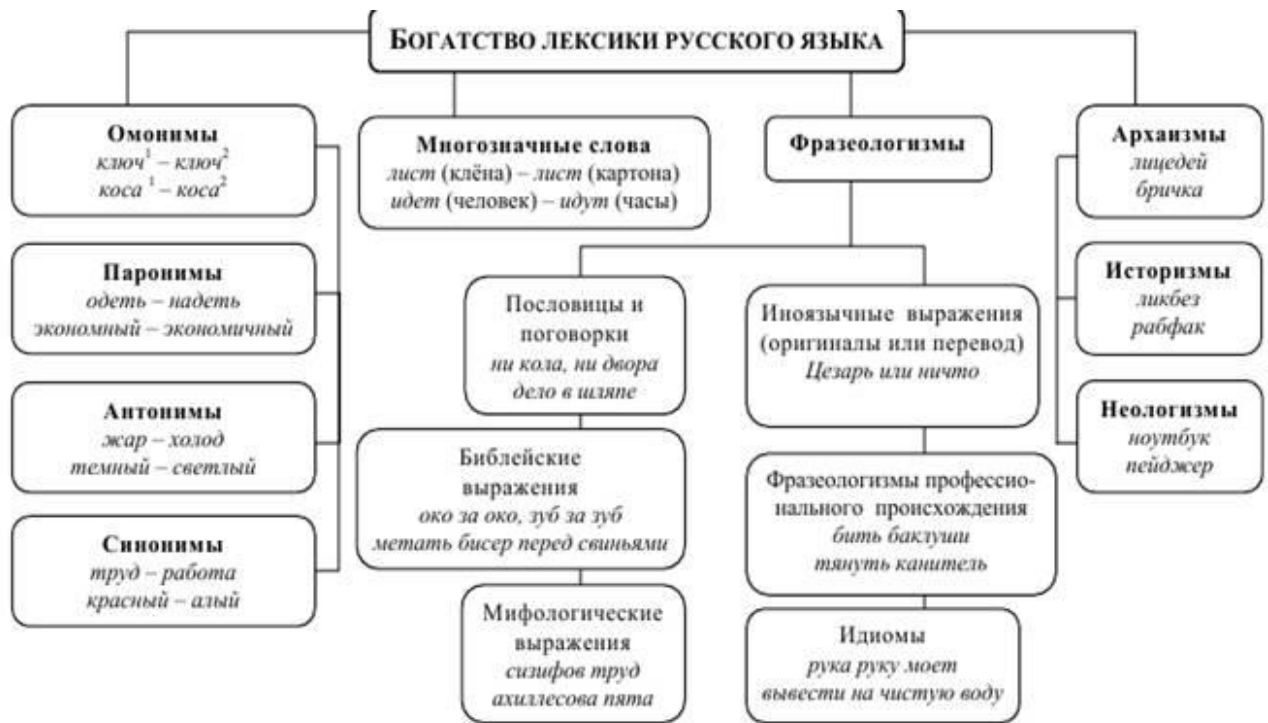 БОГАТСТВО ЛЕКСИКИ РУССКОГО ЯЗЫКА
Омонимы
ключ¹ – ключ²
коса ¹ – коса²
Паронимы
одеть – надеть
экономный – экономичный
Антонимы
жар – холод
темный – светлый
Синонимы
труд – работа
красный – алый
Многозначные слова
лист (клёна) – лист (картона)
идет (человек) – идут (часы)
Фразеологизмы
Пословицы и
поговорки
ни кола, ни двора
дело в шляпе
Библейские
выражения
око за око, зуб за зуб
метать бисер перед свиньями
Мифологические
выражения
сизифов труд
ахиллесова пята
Иноязычные выражения
(оригиналы или перевод)
Цезарь или ничто
Фразеологизмы профессио-
нального происхождения
бить баклуши
тянуть канитель
Идиомы
рука руку моет
вывести на чистую воду
Архаизмы
лицедей
бричка
Историзмы
ликбез
рабфак
Неологизмы
ноутбук
пейджер